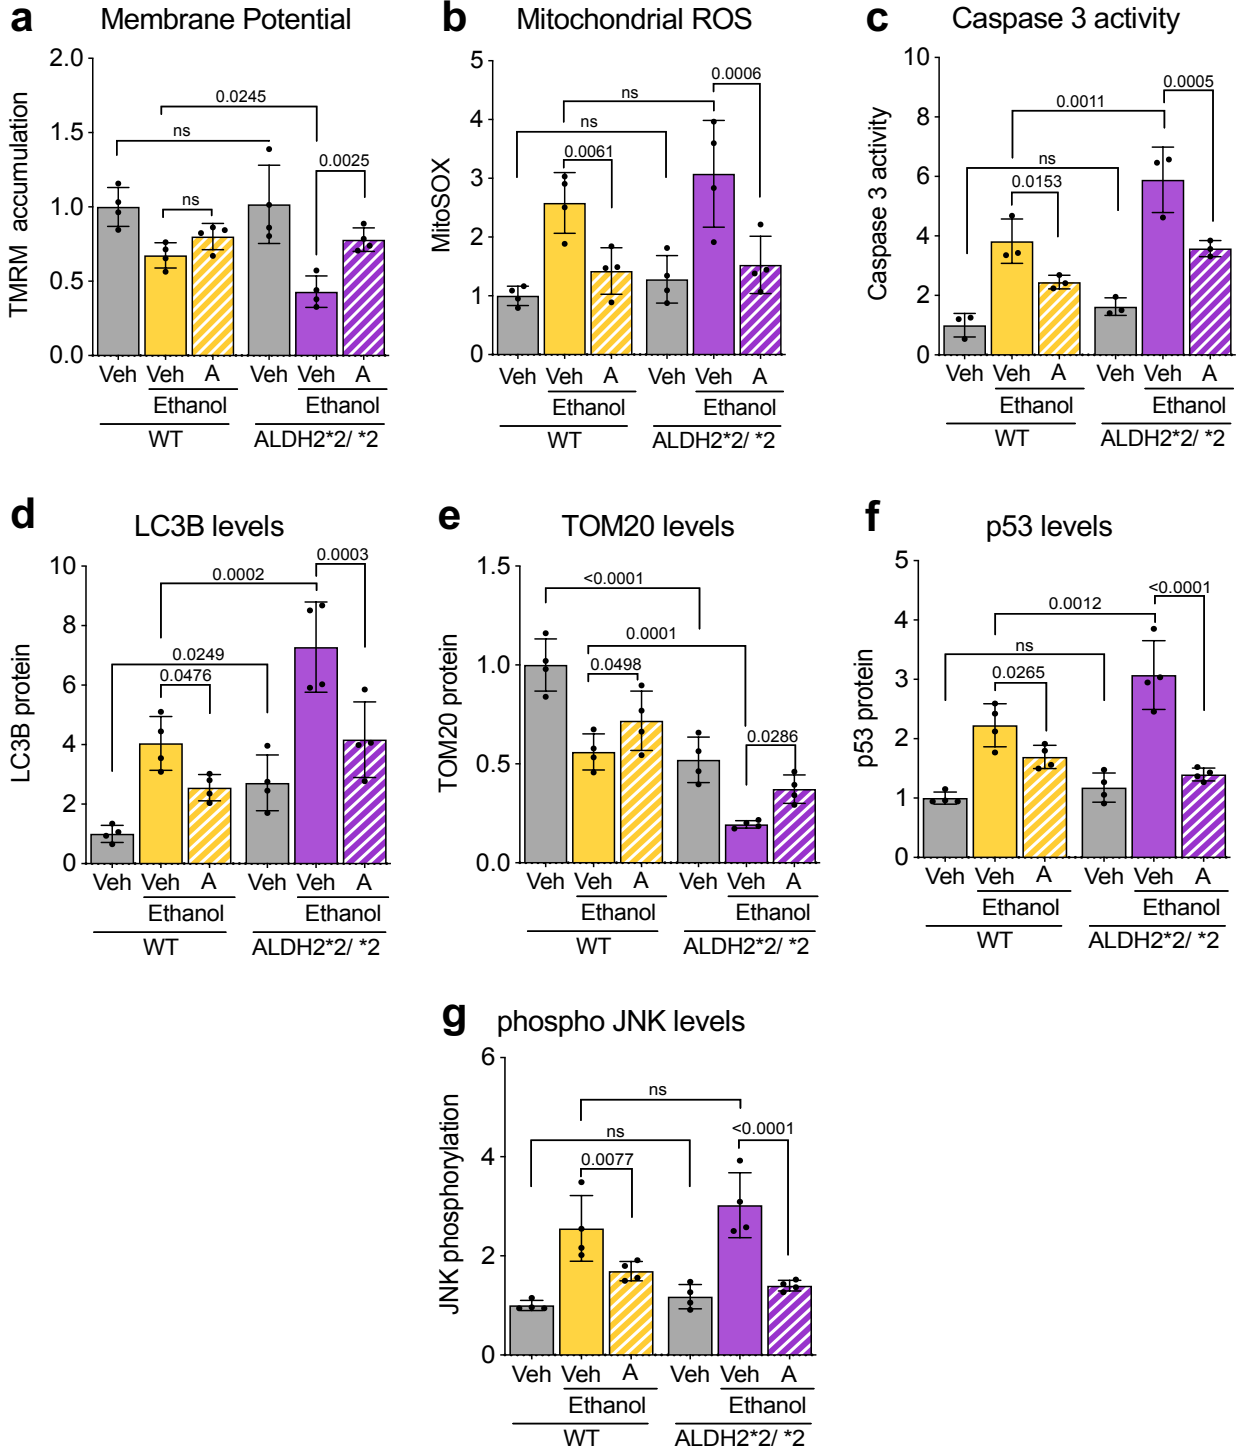 a Membrane Potential
TMRM accumulation
2.0
1.5
1.0
0.5
0.0
0.0245
ns
0.0025
ns
Veh Veh A Veh Veh A
Ethanol Ethanol
WT ALDH2*2/ *2
b Mitochondrial ROS
MitoSOX
5
4
3
2
1
0
0.0006
ns
ns
0.0061
Veh Veh A Veh Veh A
Ethanol Ethanol
WT ALDH2*2/ *2
c Caspase 3 activity
Caspase 3 activity
10
8
6
4
2
0
0.0005
0.0011
ns
0.0153
Veh Veh A Veh Veh A
Ethanol Ethanol
WT ALDH2*2/ *2
d LC3B levels
LC3B protein
10
8
6
4
2
0
0.0003
0.0002
0.0249
0.0476
Veh Veh A Veh Veh A
Ethanol Ethanol
WT ALDH2*2/ *2
e TOM20 levels
TOM20 protein
1.5
1.0
0.5
0.0
<0.0001
0.0001
0.0498
0.0286
Veh Veh A Veh Veh A
Ethanol Ethanol
WT ALDH2*2/ *2
f p53 levels
p53 protein
5
4
3
2
1
0
<0.0001
0.0012
ns
0.0265
Veh Veh A Veh Veh A
Ethanol Ethanol
WT ALDH2*2/ *2
g phospho JNK levels
JNK phosphorylation
6
4
2
0
ns
<0.0001
ns
0.0077
Veh Veh A Veh Veh A
Ethanol Ethanol
WT ALDH2*2/ *2